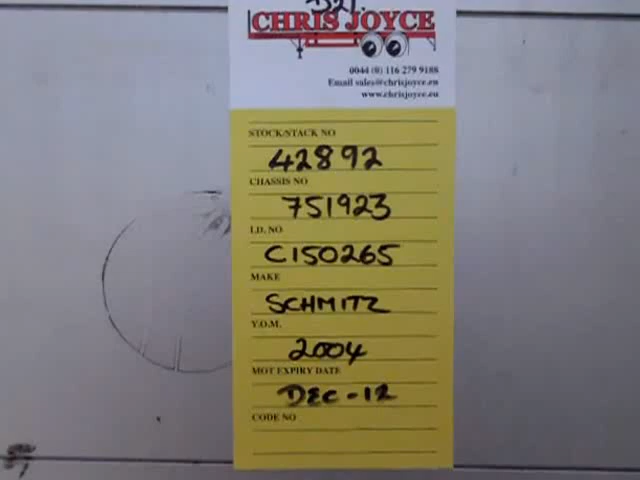 CHRIS JOYCE
0044 (0) 116 279 9188
Email sales@chrisjoyce.eu
www.chrisjoyce.eu
STOCK/STACK NO
42892
CHASSIS NO
751923
I.D. NO
C150265
MAKE
SCHMITZ
Y.O.M.
2004
MOT EXPIRY DATE
DEC-12
CODE NO